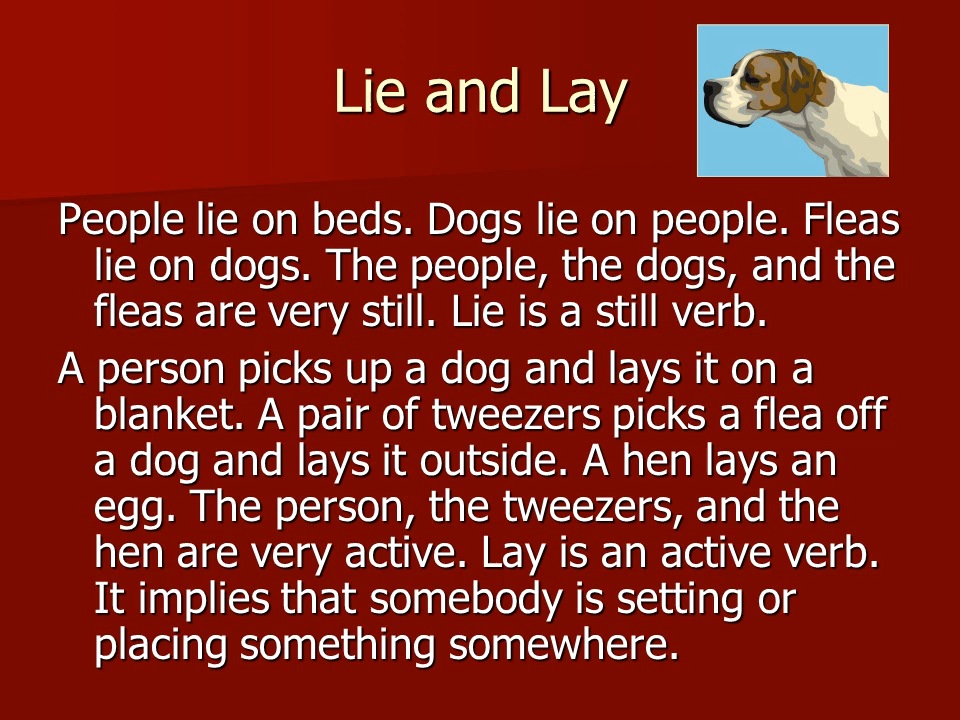 Lie and Lay
People lie on beds. Dogs lie on people. Fleas
lie on dogs. The people, the dogs, and the
fleas are very still. Lie is a still verb.
A person picks up a dog and lays it on a
blanket. A pair of tweezers picks a flea off
a dog and lays it outside. A hen lays an
egg. The person, the tweezers, and the
hen are very active. Lay is an active verb.
It implies that somebody is setting or
placing something somewhere.